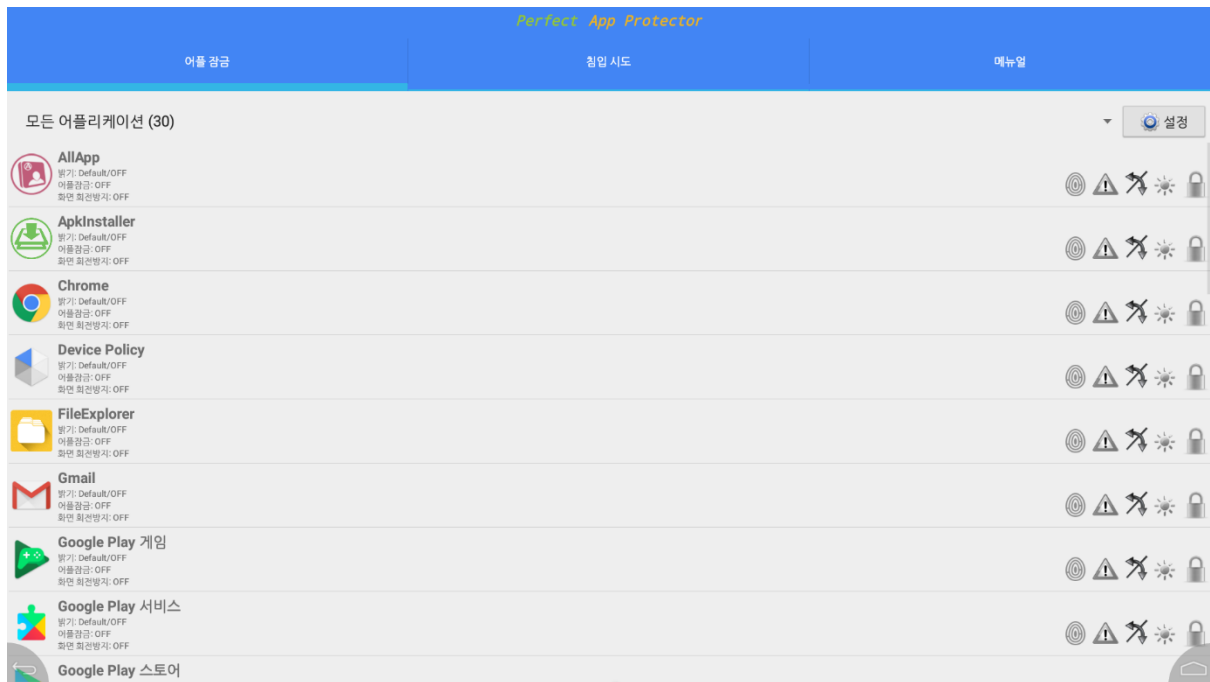 Perfect App Protector
어플 잠금
침입 시도
메뉴얼
모든 어플리케이션 (30)
설정
AllApp
밝기: Default/OFF
어플잠금: OFF
화면 회전방지: OFF
ApkInstaller
밝기: Default/OFF
어플잠금: OFF
화면 회전방지: OFF
Chrome
밝기: Default/OFF
어플잠금: OFF
화면 회전방지: OFF
Device Policy
밝기: Default/OFF
어플잠금: OFF
화면 회전방지: OFF
FileExplorer
밝기: Default/OFF
어플잠금: OFF
화면 회전방지: OFF
Gmail
밝기: Default/OFF
어플잠금: OFF
화면 회전방지: OFF
Google Play 게임
밝기: Default/OFF
어플잠금: OFF
화면 회전방지: OFF
Google Play 서비스
밝기: Default/OFF
어플잠금: OFF
화면 회전방지: OFF
Google Play 스토어